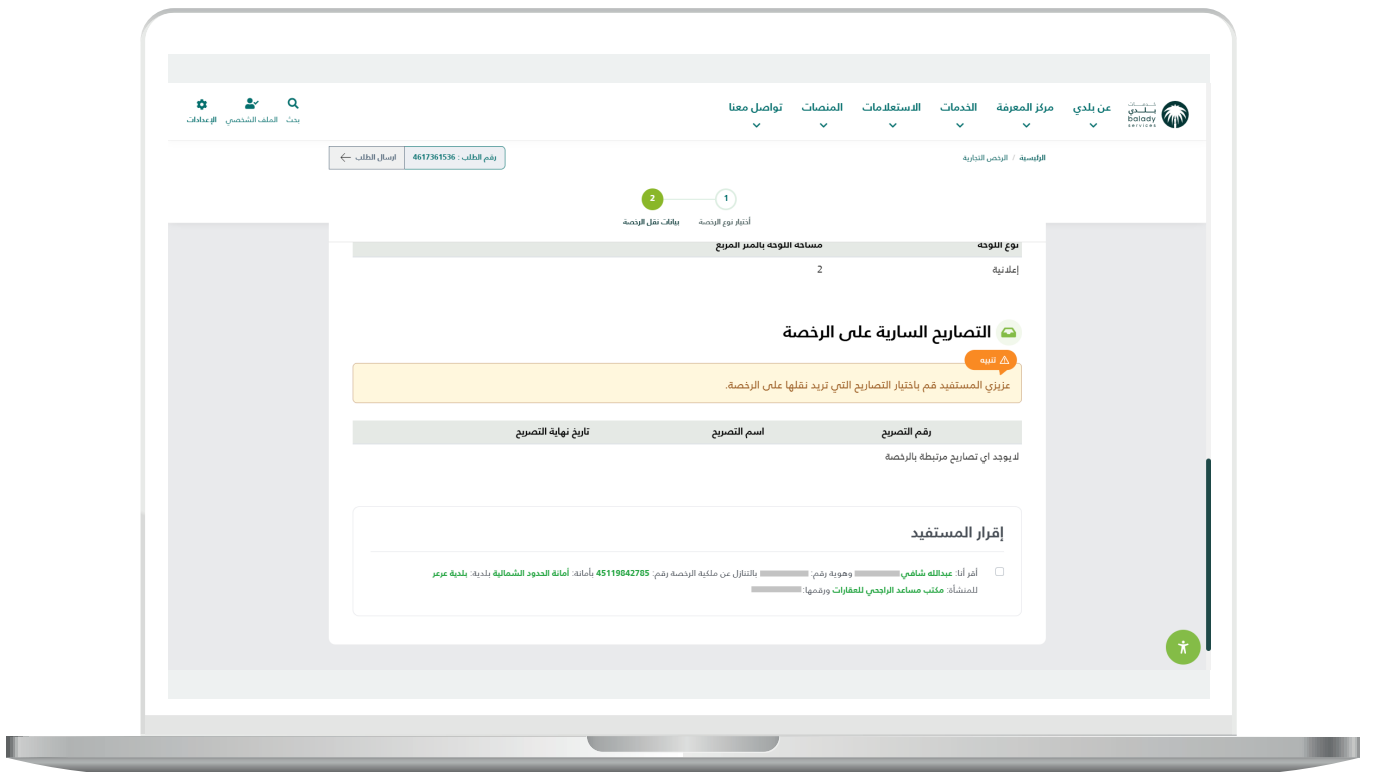 خدمات
بلدي
balady
services
عن بلدي
مركز المعرفة
الخدمات
الاستعلامات
المنصات
تواصل معنا
بحث
الملف الشخصي
الإعدادات
الرئيسية / الرخص التجارية
رقم الطلب : 4617361536
ارسال الطلب
1
2
أختيار نوع الرخصة
بيانات نقل الرخصة
نوع اللوحة مساحة اللوحة بالمتر المربع
إعلانية 2
التصاريح السارية على الرخصة
تنبيه
عزيزي المستفيد قم باختيار التصاريح التي تريد نقلها على الرخصة.
رقم التصريح اسم التصريح تاريخ نهاية التصريح
لايوجد اي تصاريح مرتبطة بالرخصة
إقرار المستفيد
أقر أنا: عبدالله شافي وهوية رقم: بالتنازل عن ملكية الرخصة رقم: 45119842785 بأمانة: أمانة الحدود الشمالية بلدية: بلدية عرعر
للمنشأة: مكتب مساعد الراجحي للعقارات ورقمها: